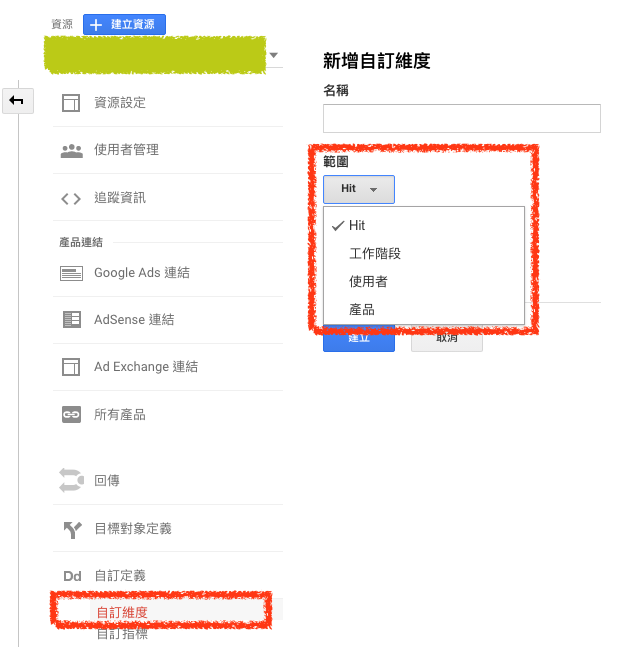 資源
建立資源
資源設定
使用者管理
追蹤資訊
產品連結
Google Ads 連結
AdSense 連結
Ad Exchange 連結
所有產品
回傳
目標對象定義
Dd 自訂定義
自訂維度
自訂指標
新增自訂維度
名稱
範圍
Hit
Hit
工作階段
使用者
產品
建立
取消